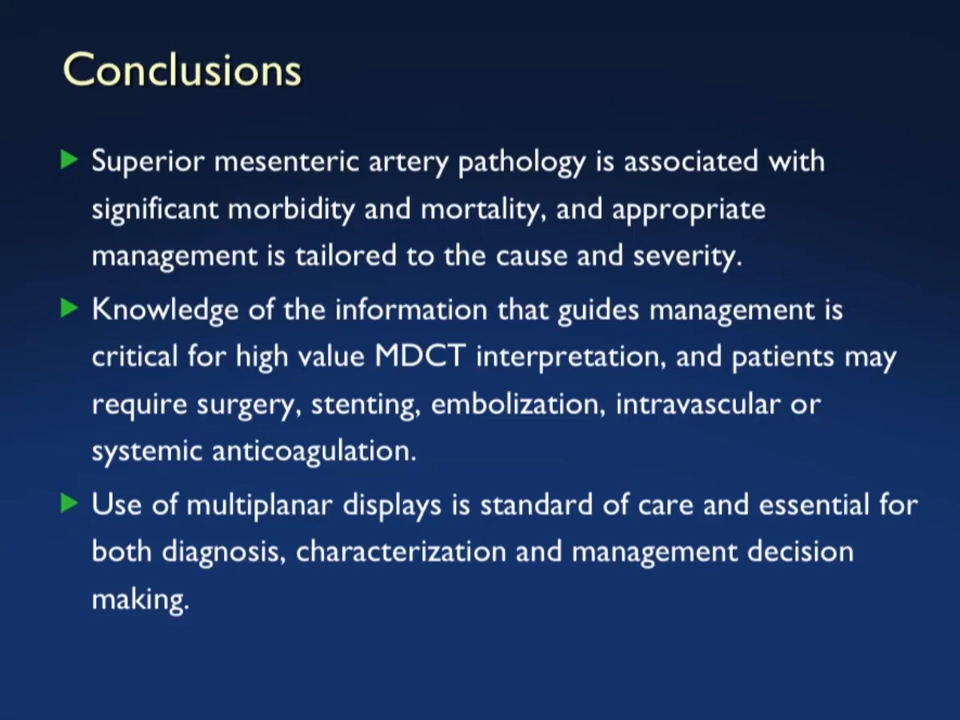 Conclusions
Superior mesenteric artery pathology is associated with
significant morbidity and mortality, and appropriate
management is tailored to the cause and severity.
Knowledge of the information that guides management is
critical for high value MDCT interpretation, and patients may
require surgery, stenting, embolization, intravascular or
systemic anticoagulation.
Use of multiplanar displays is standard of care and essential for
both diagnosis, characterization and management decision
making.